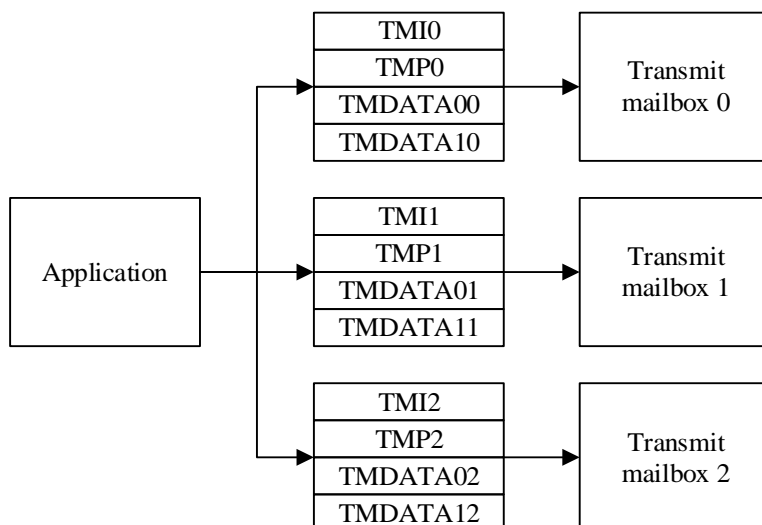 TMI0
TMP0
TMDATA00
TMDATA10
Transmit
mailbox 0
Application
TMI1
TMP1
TMDATA01
TMDATA11
Transmit
mailbox 1
TMI2
TMP2
TMDATA02
TMDATA12
Transmit
mailbox 2